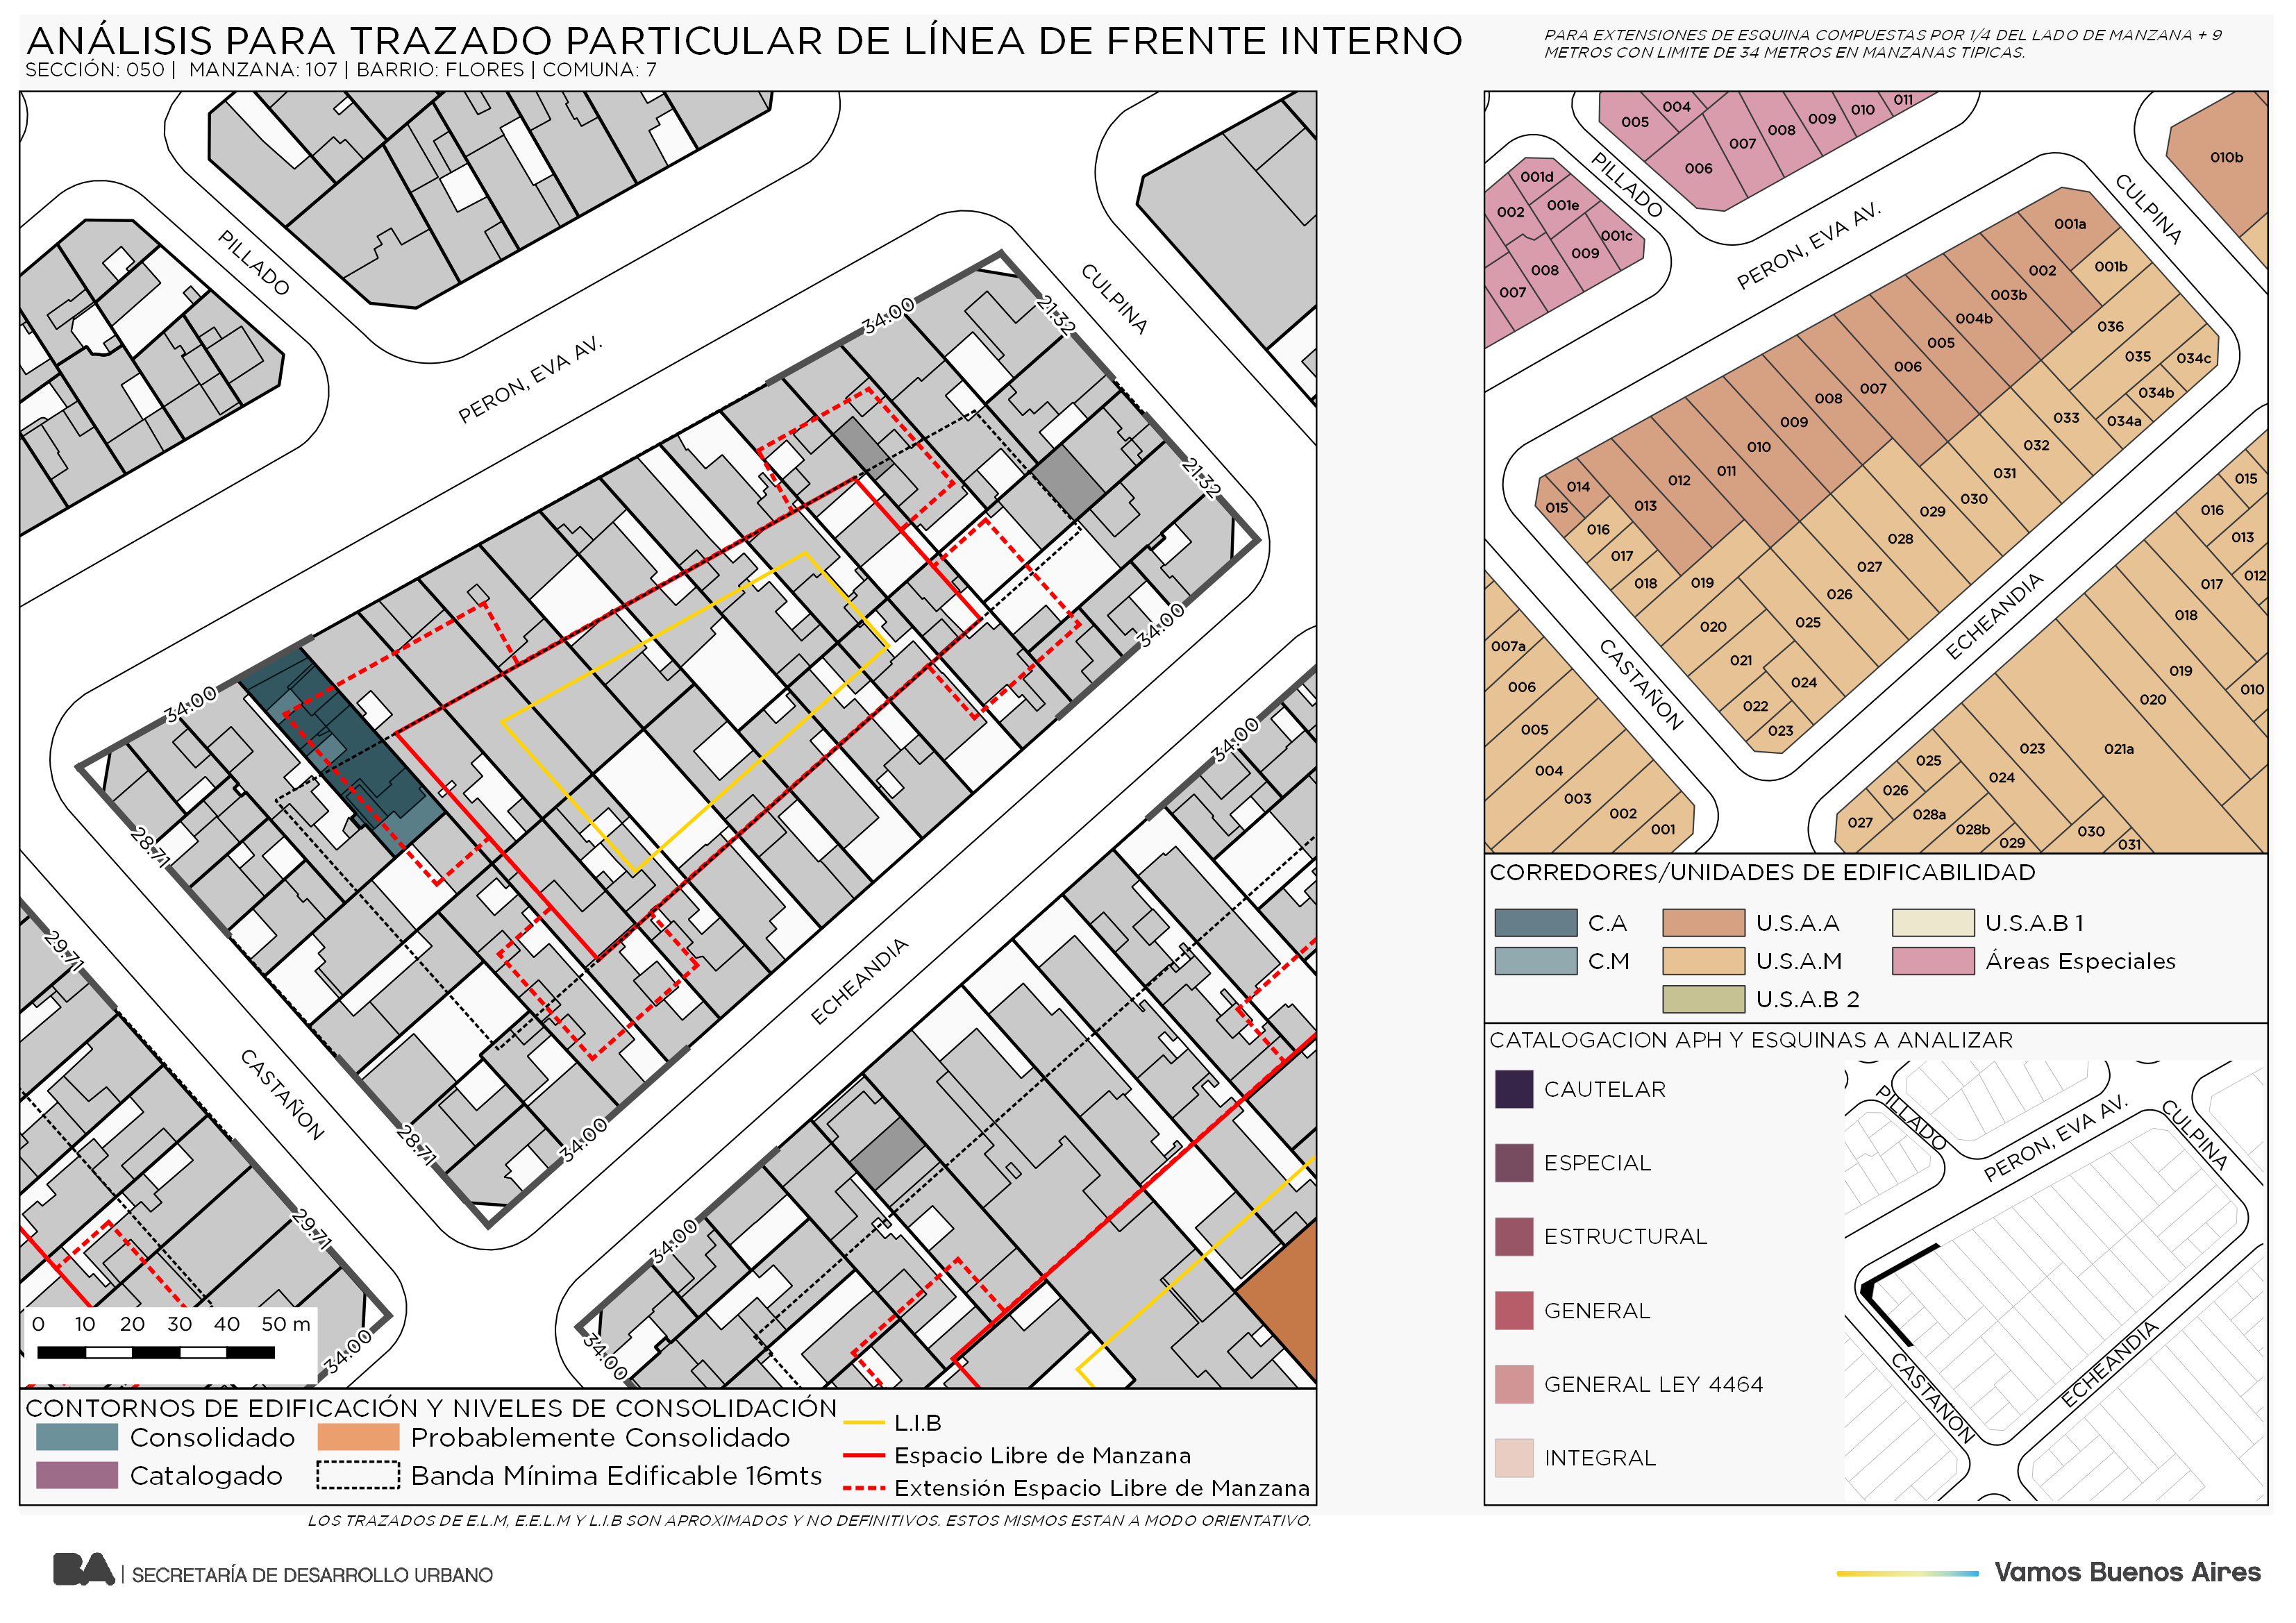 ANÁLISIS PARA TRAZADO PARTICULAR DE LÍNEA DE FRENTE INTERNO
SECCIÓN: 050 | MANZANA: 107 | BARRIO: FLORES | COMUNA: 7
PARA EXTENSIONES DE ESQUINA COMPUESTAS POR 1/4 DEL LADO DE MANZANA + 9
METROS CON LIMITE DE 34 METROS EN MANZANAS TIPICAS.
PILLADO
CULPINA
PERON, EVA AV.
34.00
21.32
21.32
34.00
34.00
28.71
28.71
34.00
CASTAÑON
ECHEANDIA
29.71
29.71
34.00
34.00
34.00
34.00
0 10 20 30 40 50 m
CONTORNOS DE EDIFICACIÓN Y NIVELES DE CONSOLIDACIÓN
Consolidado
Probablemente Consolidado
Catalogado
Banda Mínima Edificable 16mts
L.I.B
Espacio Libre de Manzana
Extensión Espacio Libre de Manzana
LOS TRAZADOS DE E.L.M, E.E.L.M Y L.I.B SON APROXIMADOS Y NO DEFINITIVOS. ESTOS MISMOS ESTAN A MODO ORIENTATIVO.
004
005
006
007
008
009
010
011
010b
001d
002
001e
001c
009
008
007
PILLADO
PERON, EVA AV.
CULPINA
001a
002
001b
003b
004b
005
006
007
008
009
010
011
012
013
014
015
016
017
018
019
020
021
022
023
024
025
026
027
028
029
030
031
032
033
034a
034b
034c
035
036
CASTAÑON
ECHEANDIA
007a
006
005
004
003
002
001
015
016
013
012
017
018
019
010
020
021a
023
024
025
026
027
028a
028b
029
030
031
CORREDORES/UNIDADES DE EDIFICABILIDAD
C.A
U.S.A.A
U.S.A.B 1
C.M
U.S.A.M
Áreas Especiales
U.S.A.B 2
CATALOGACION APH Y ESQUINAS A ANALIZAR
CAUTELAR
ESPECIAL
ESTRUCTURAL
GENERAL
GENERAL LEY 4464
INTEGRAL
PILLADO
PERON, EVA AV.
CULPINA
CASTAÑON
ECHEANDIA
BA | SECRETARÍA DE DESARROLLO URBANO
Vamos Buenos Aires